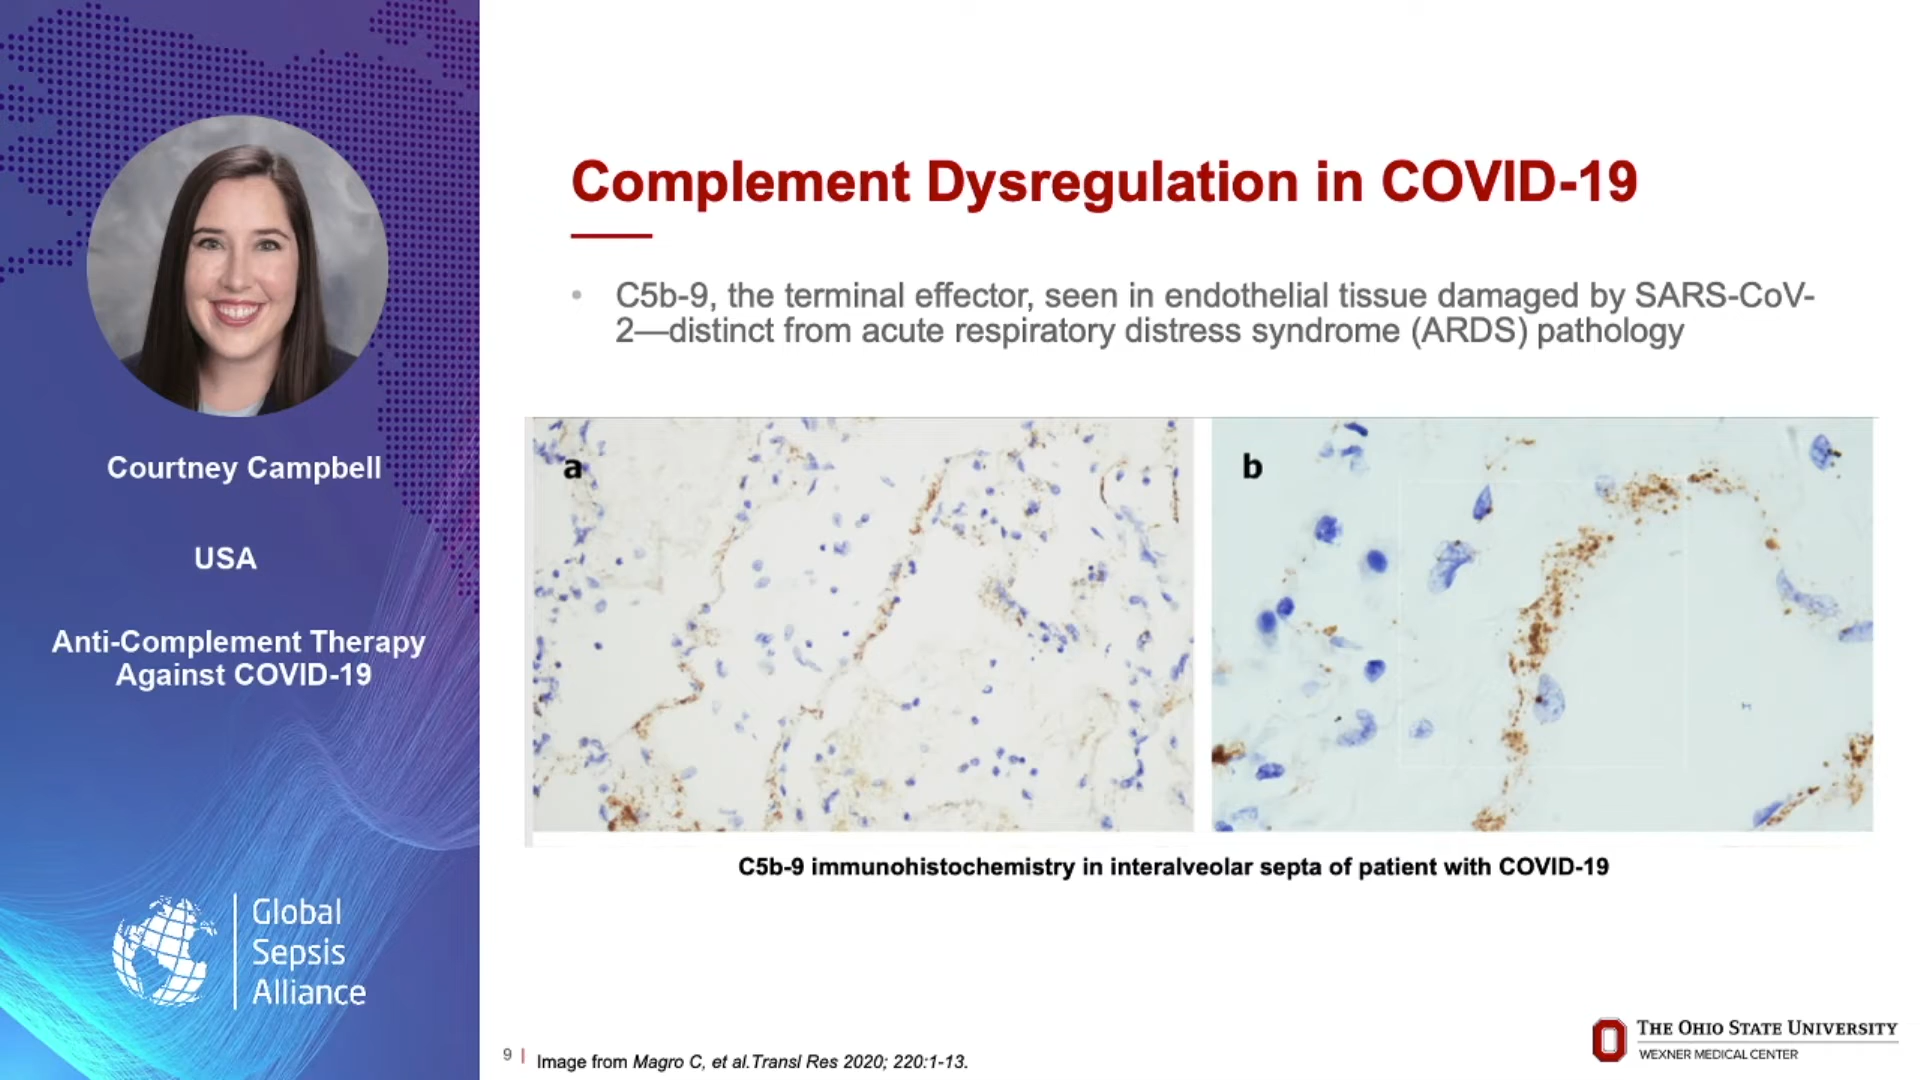 Courtney Campbell
USA
Anti-Complement Therapy
Against COVID-19
Global
Sepsis
Alliance
Complement Dysregulation in COVID-19
• C5b-9, the terminal effector, seen in endothelial tissue damaged by SARS-CoV-
2—distinct from acute respiratory distress syndrome (ARDS) pathology
a
b
C5b-9 immunohistochemistry in interalveolar septa of patient with COVID-19
9 | Image from Magro C, et al.Transl Res 2020; 220:1-13.
THE OHIO STATE UNIVERSITY
WEXNER MEDICAL CENTER